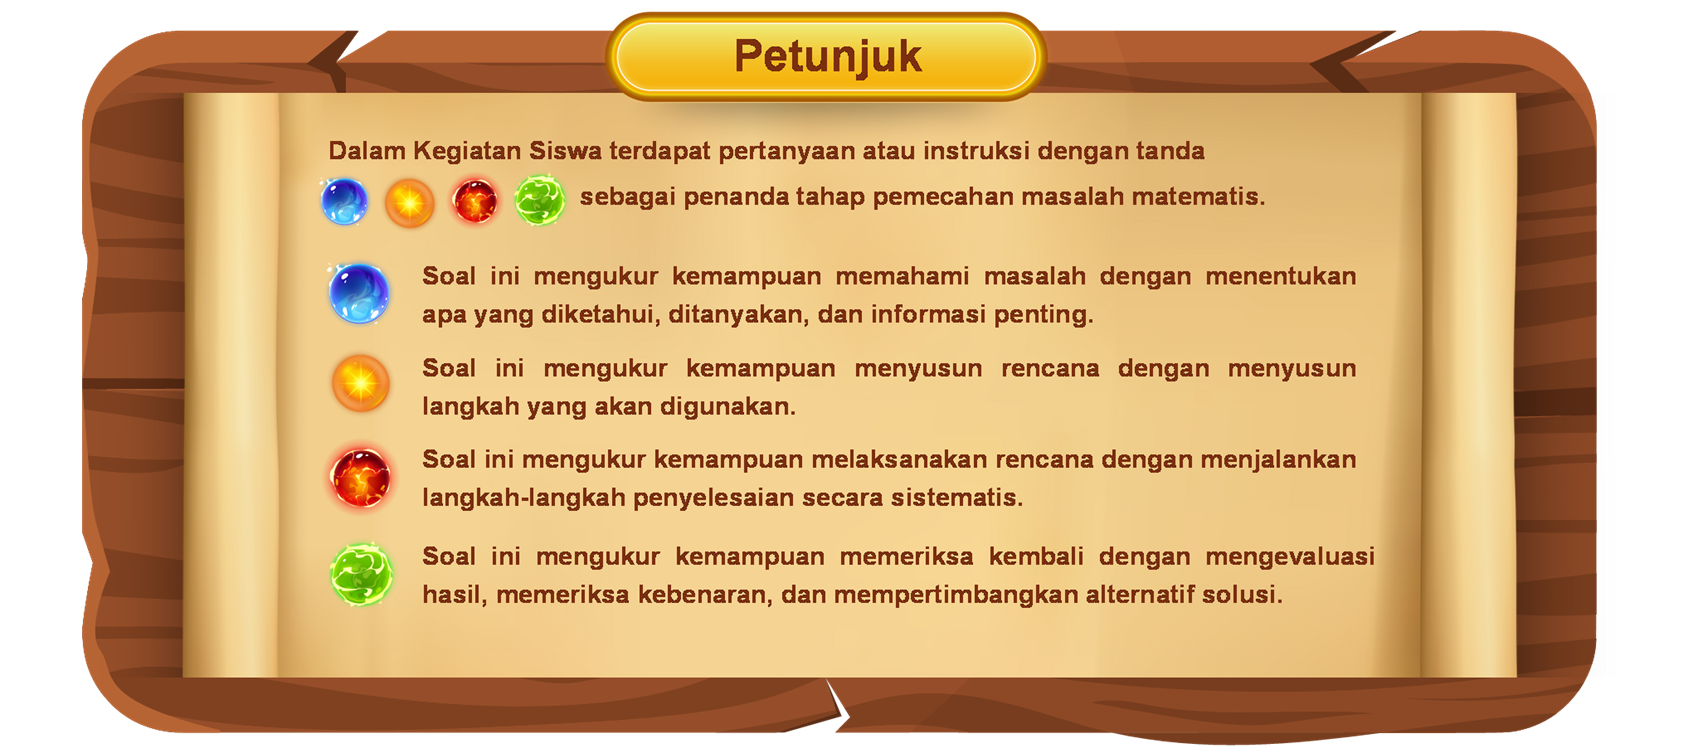 Petunjuk
Dalam Kegiatan Siswa terdapat pertanyaan atau instruksi dengan tanda
sebagai penanda tahap pemecahan masalah matematis.
Soal ini mengukur kemampuan memahami masalah dengan menentukan
apa yang diketahui, ditanyakan, dan informasi penting.
Soal ini mengukur kemampuan menyusun rencana dengan menyusun
langkah yang akan digunakan.
Soal ini mengukur kemampuan melaksanakan rencana dengan menjalankan
langkah-langkah penyelesaian secara sistematis.
Soal ini mengukur kemampuan memeriksa kembali dengan mengevaluasi
hasil, memeriksa kebenaran, dan mempertimbangkan alternatif solusi.